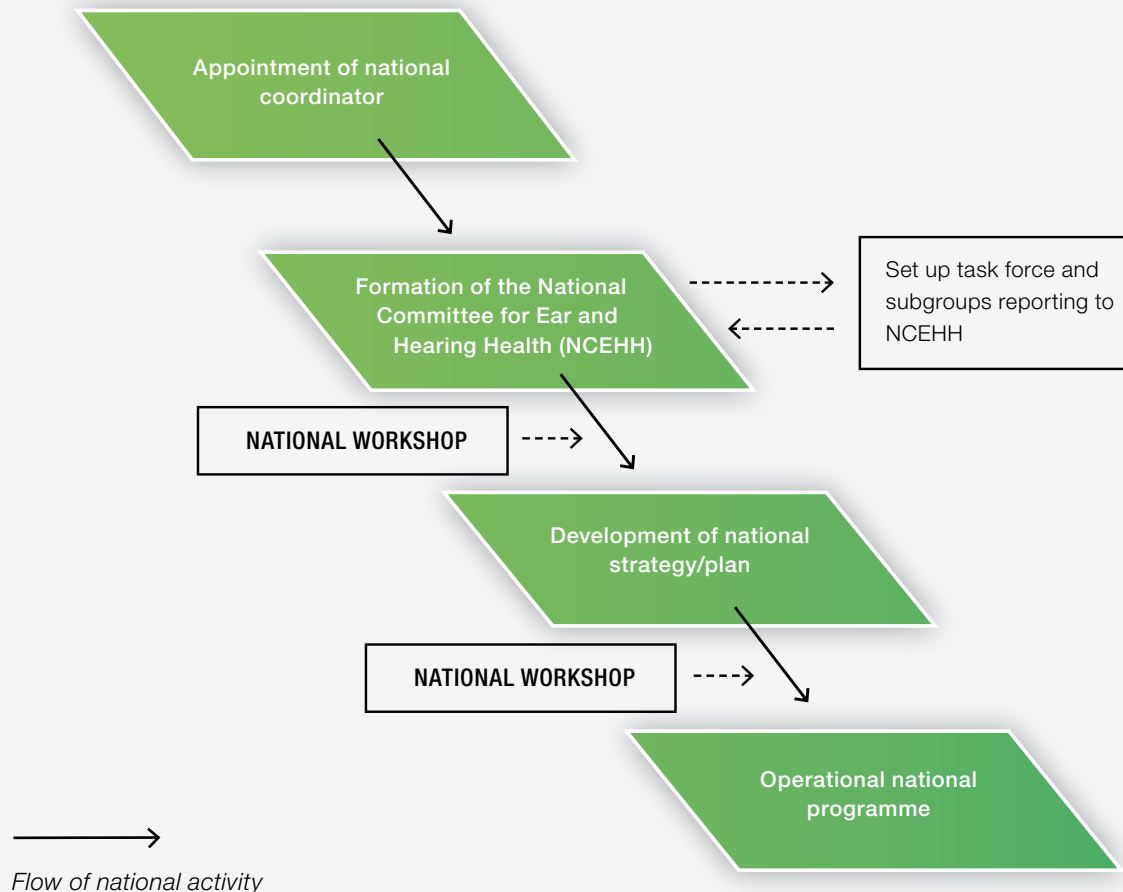 Appointment of national
coordinator
Formation of the National
Committee for Ear and
Hearing Health (NCEHH)
Set up task force and
subgroups reporting to
NCEHH
NATIONAL WORKSHOP
Development of national
strategy/plan
NATIONAL WORKSHOP
Operational national
programme
Flow of national activity